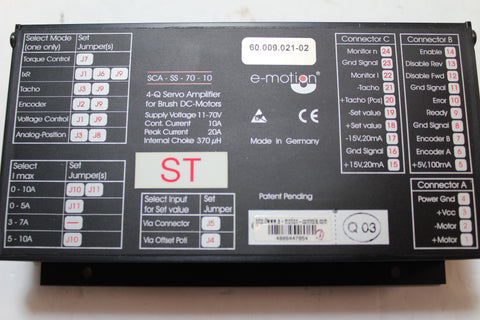 Select Mode Set
(one only) Jumper(s)
Torque Control J7
IxR J1 J6 J9
Tacho J3 J9
Encoder J2 J9
Voltage Control J1 J9
Analog-Position J3 J8
Select Set
I max Jumper(s)
0 - 10A J10 J11
0 - 5A J11
3 - 7A —
5 - 10A J10
SCA - SS - 70 - 10
4-Q Servo Amplifier
for Brush DC-Motors
Supply Voltage 11-70V
Cont. Current 10A
Peak Current 20A
Internal Choke 370 µH
ST
Select Input Set
for Set value Jumper
Via Connector J5
Via Offset Poti J4
60.009.021-02
e-motion®
CE
Made in Germany
Patent Pending
http://www.e-motion-controls.com
Q 03
Connector C
Monitor n 24
Gnd Signal 23
Monitor I 22
-Tacho 21
+Tacho (Pos) 20
-Set value 19
+Set value 18
-15V,20mA 17
Gnd Signal 16
+15V,20mA 15
Connector B
Enable 14
Disable Rev 13
Disable Fwd 12
Gnd Signal 11
Error 10
Ready 9
Gnd Signal 8
Encoder B 7
Encoder A 6
+5V,100mA 5
Connector A
Power Gnd 4
+Vcc 3
-Motor 2
+Motor 1